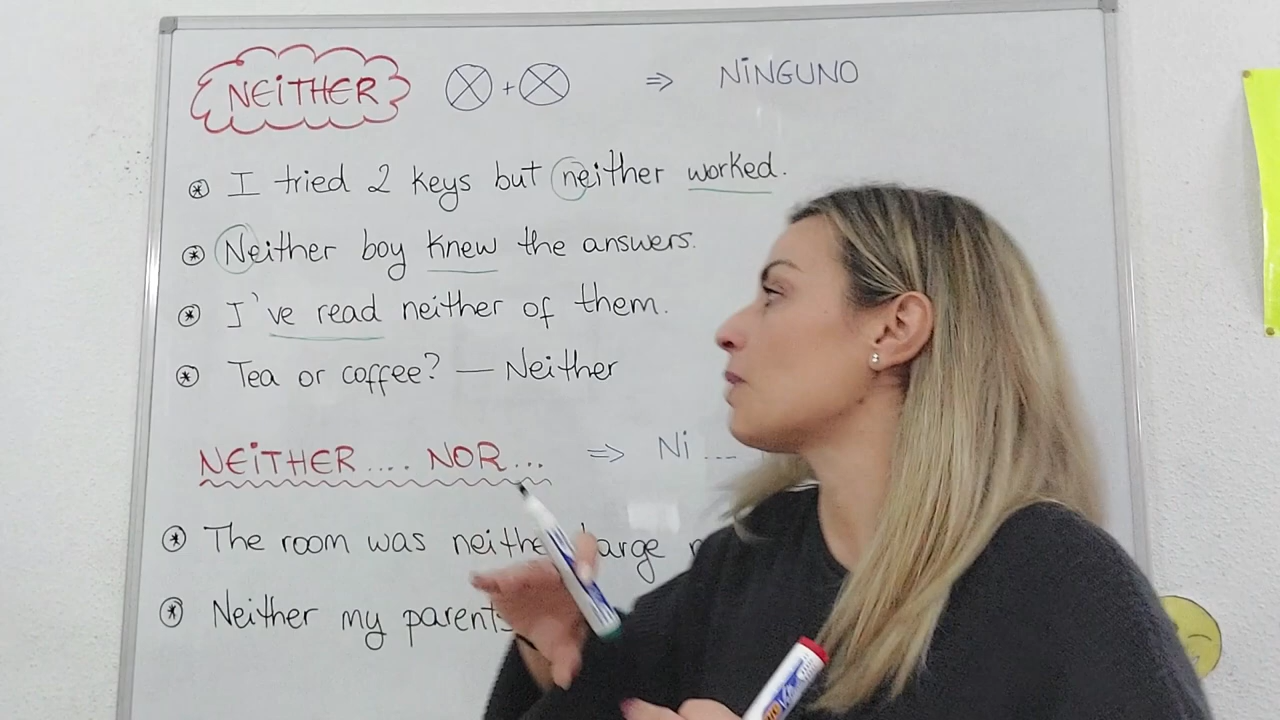 NEITHER ⊗ + ⊗ ⇒ NINGUNO
⊛ I tried 2 keys but neither worked.
⊛ Neither boy knew the answers.
⊛ I've read neither of them.
⊛ Tea or coffee? — Neither
NEITHER .... NOR ... ⇒ Ni ...
⊛ The room was large
⊛ Neither my parents